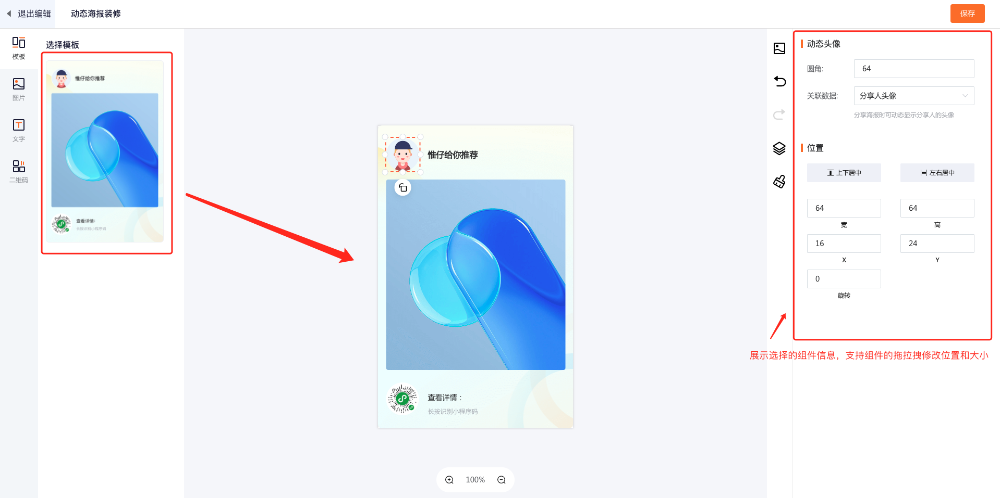 退出编辑
动态海报装修
保存
模板
图片
文字
二维码
选择模板
惟仔给你推荐
查看详情:
长按识别小程序码
惟仔给你推荐
查看详情：
长按识别小程序码
100%
动态头像
圆角:
64
关联数据:
分享人头像
分享海报时可动态显示分享人的头像
位置
上下居中
左右居中
64
64
宽
高
16
24
X
Y
0
旋转
展示选择的组件信息，支持组件的拖拉拽修改位置和大小